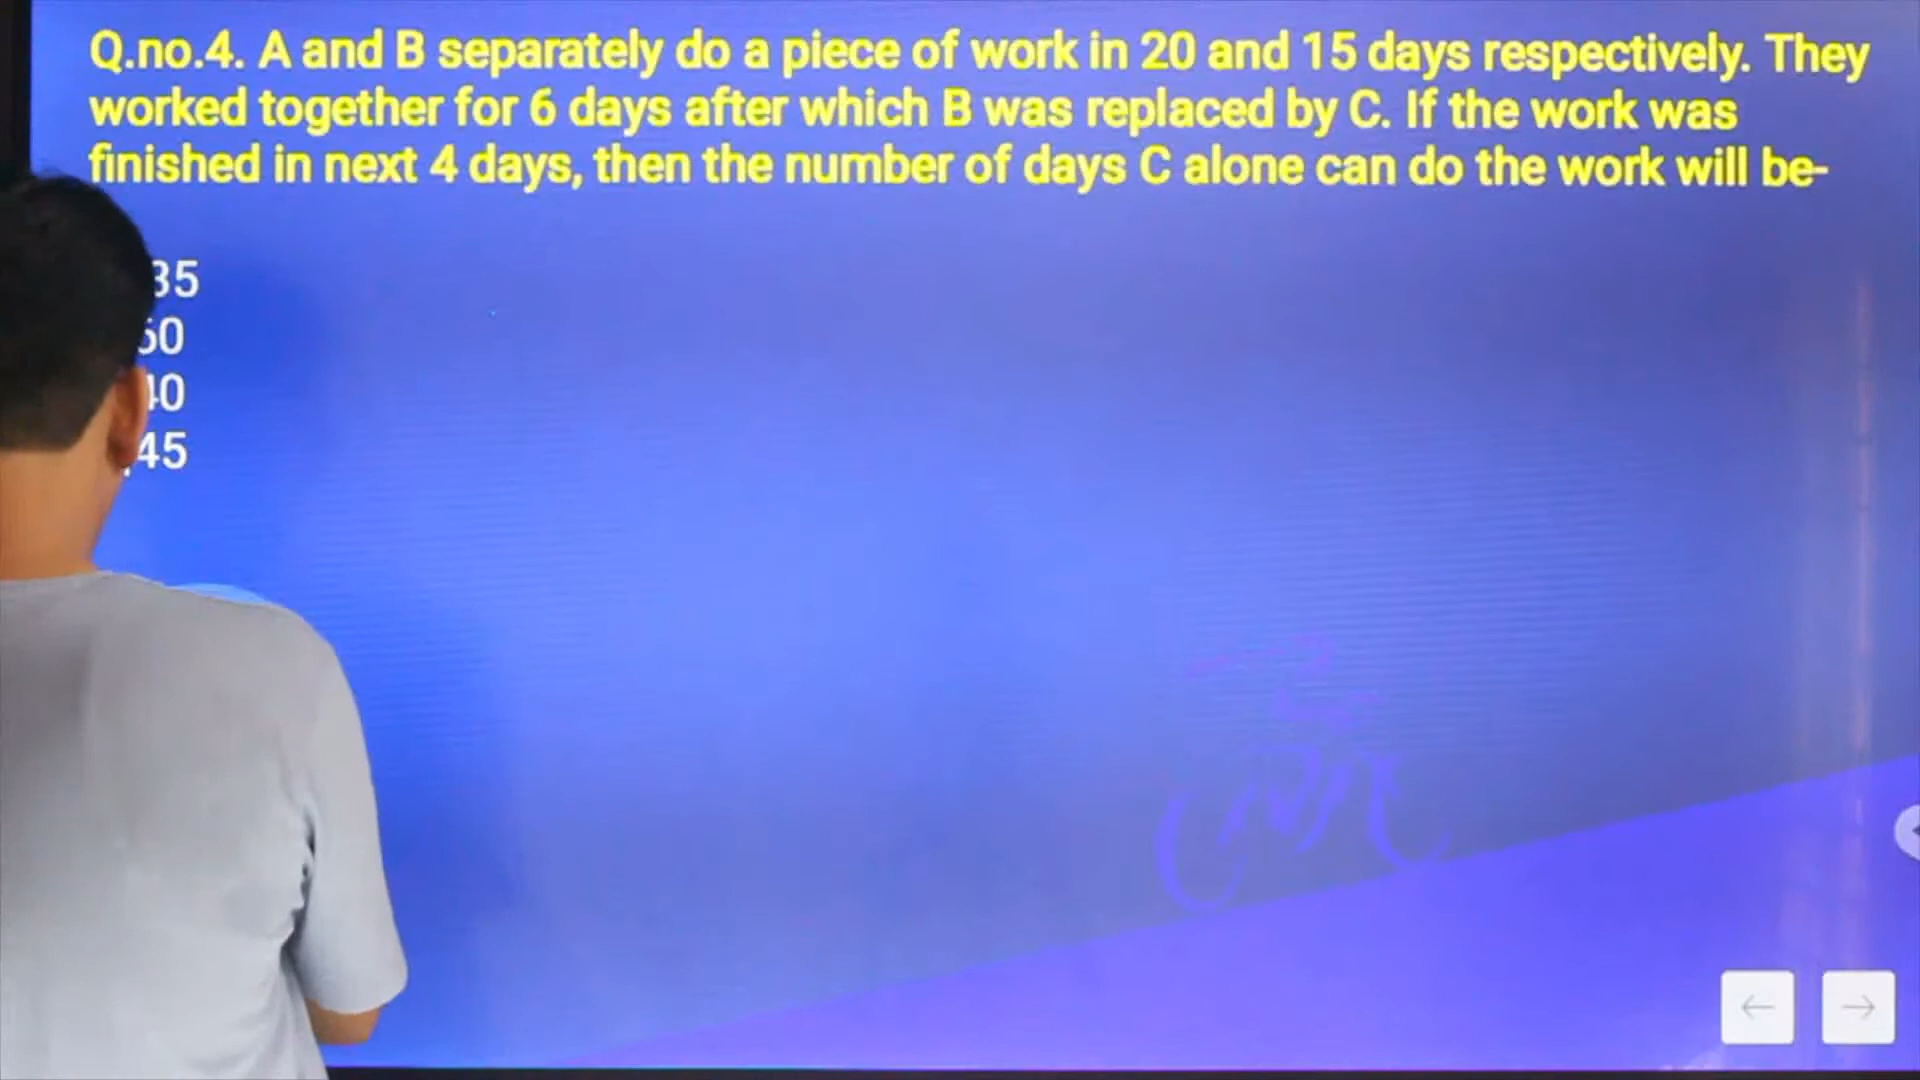 Q.no.4. A and B separately do a piece of work in 20 and 15 days respectively. They
worked together for 6 days after which B was replaced by C. If the work was
finished in next 4 days, then the number of days C alone can do the work will be-
35
60
40
45